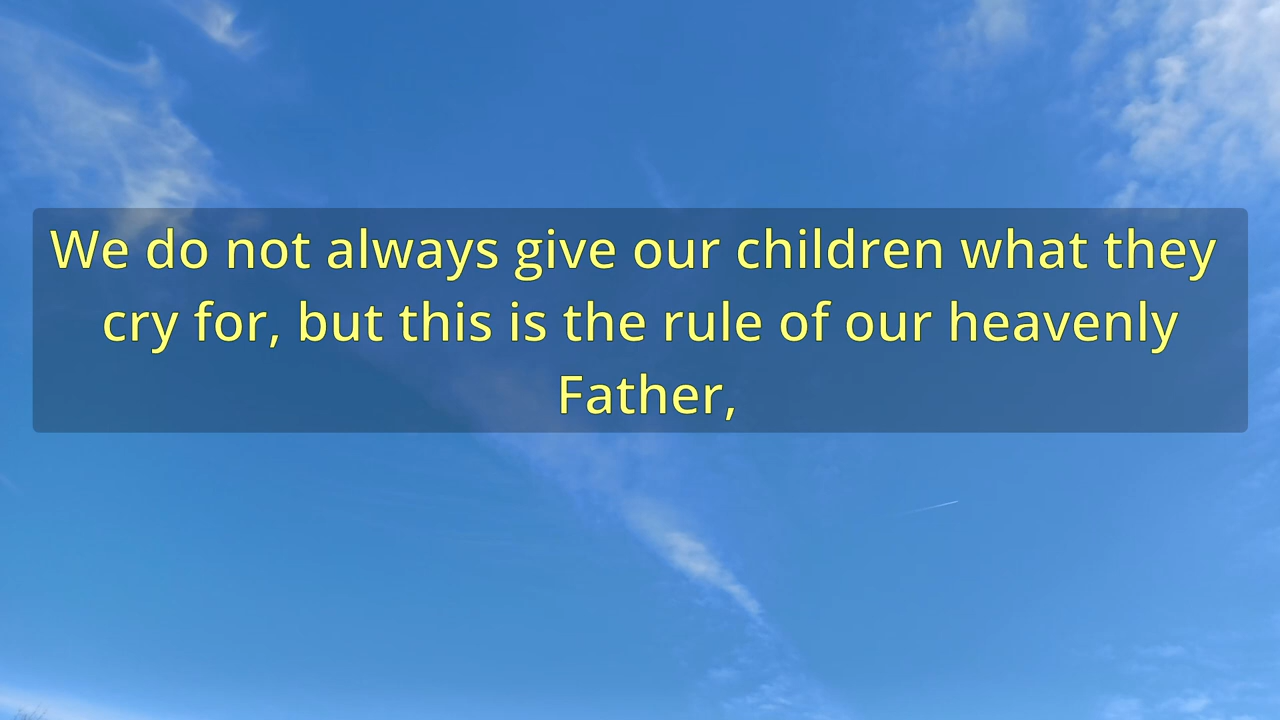 We do not always give our children what they
cry for, but this is the rule of our heavenly
Father,